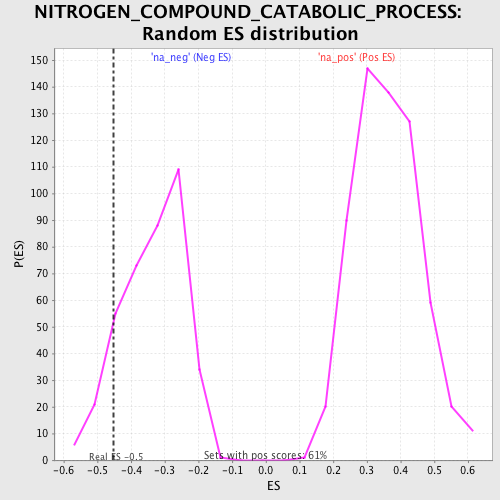 NITROGEN_COMPOUND_CATABOLIC_PROCESS:
Random ES distribution
'na_neg' (Neg ES)
'na_pos' (Pos ES)
150
140
130
120
110
100
90
80
70
60
50
40
30
20
10
0
P(ES)
Real ES -0.5
Sets with pos scores: 61%
-0.6 -0.5 -0.4 -0.3 -0.2 -0.1 0.0 0.1 0.2 0.3 0.4 0.5 0.6
ES